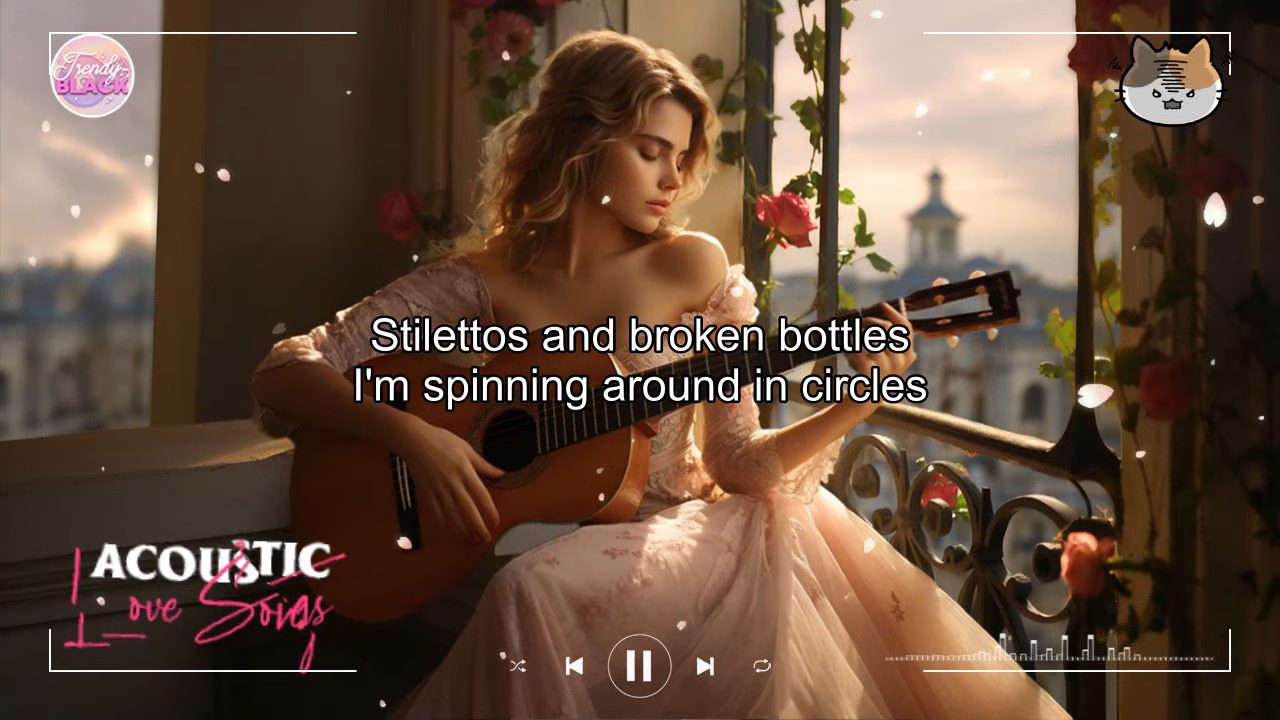 Trendy
BLACK
Stilettos and broken bottles
I'm spinning around in circles
ACOUSTIC
Love Songs